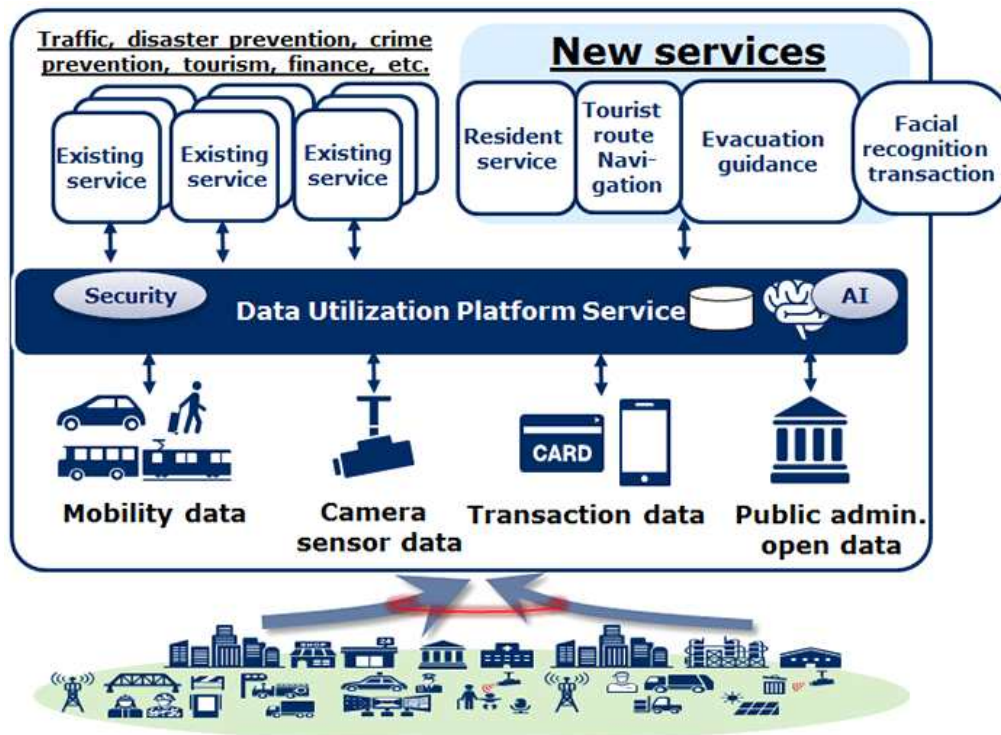 Traffic, disaster prevention, crime
prevention, tourism, finance, etc.
New services
Existing
service
Existing
service
Existing
service
Resident
service
Tourist
route
Navi-
gation
Evacuation
guidance
Facial
recognition
transaction
Security
Data Utilization Platform Service
AI
CARD
Mobility data
Camera
sensor data
Transaction data
Public admin.
open data
SHOP
24